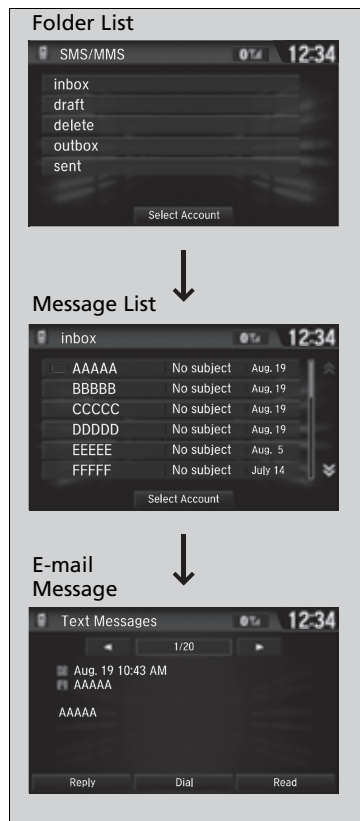 Folder List
SMS/MMS 12:34
inbox
draft
delete
outbox
sent
Select Account
Message List
inbox 12:34
AAAAA No subject Aug. 19
BBBBB No subject Aug. 19
CCCCC No subject Aug. 19
DDDDD No subject Aug. 19
EEEEE No subject Aug. 5
FFFFF No subject July 14
Select Account
E-mail
Message
Text Messages 12:34
1/20
Aug. 19 10:43 AM
AAAAA
AAAAA
Reply Dial Read